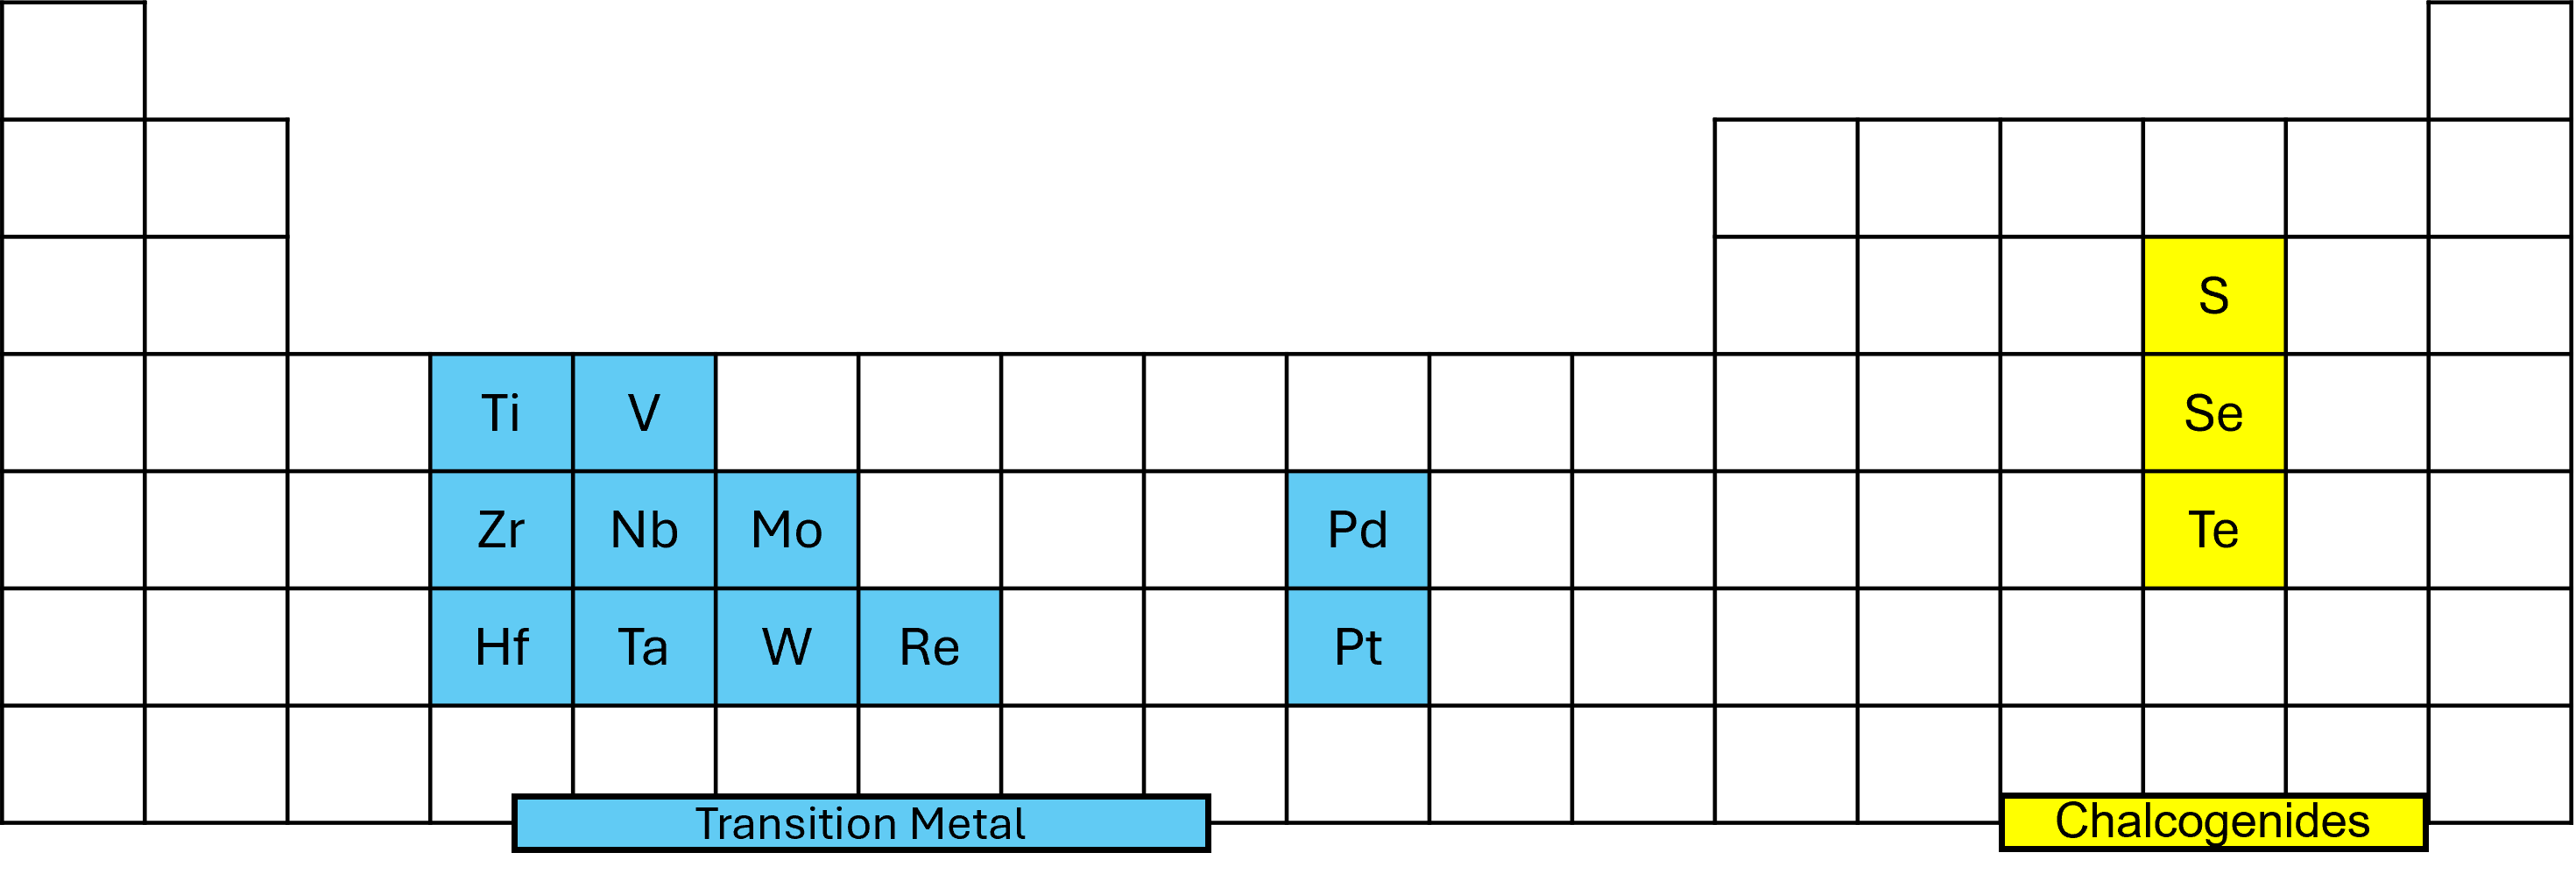 S
Ti V Se
Zr Nb Mo Pd Te
Hf Ta W Re Pt
Transition Metal Chalcogenides